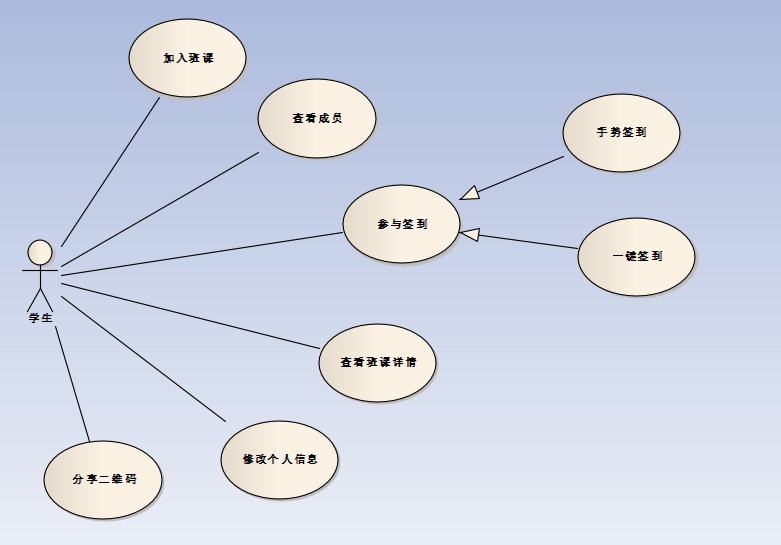 加入班课
查看成员
手势签到
参与签到
一键签到
学生
查看班课详情
修改个人信息
分享二维码